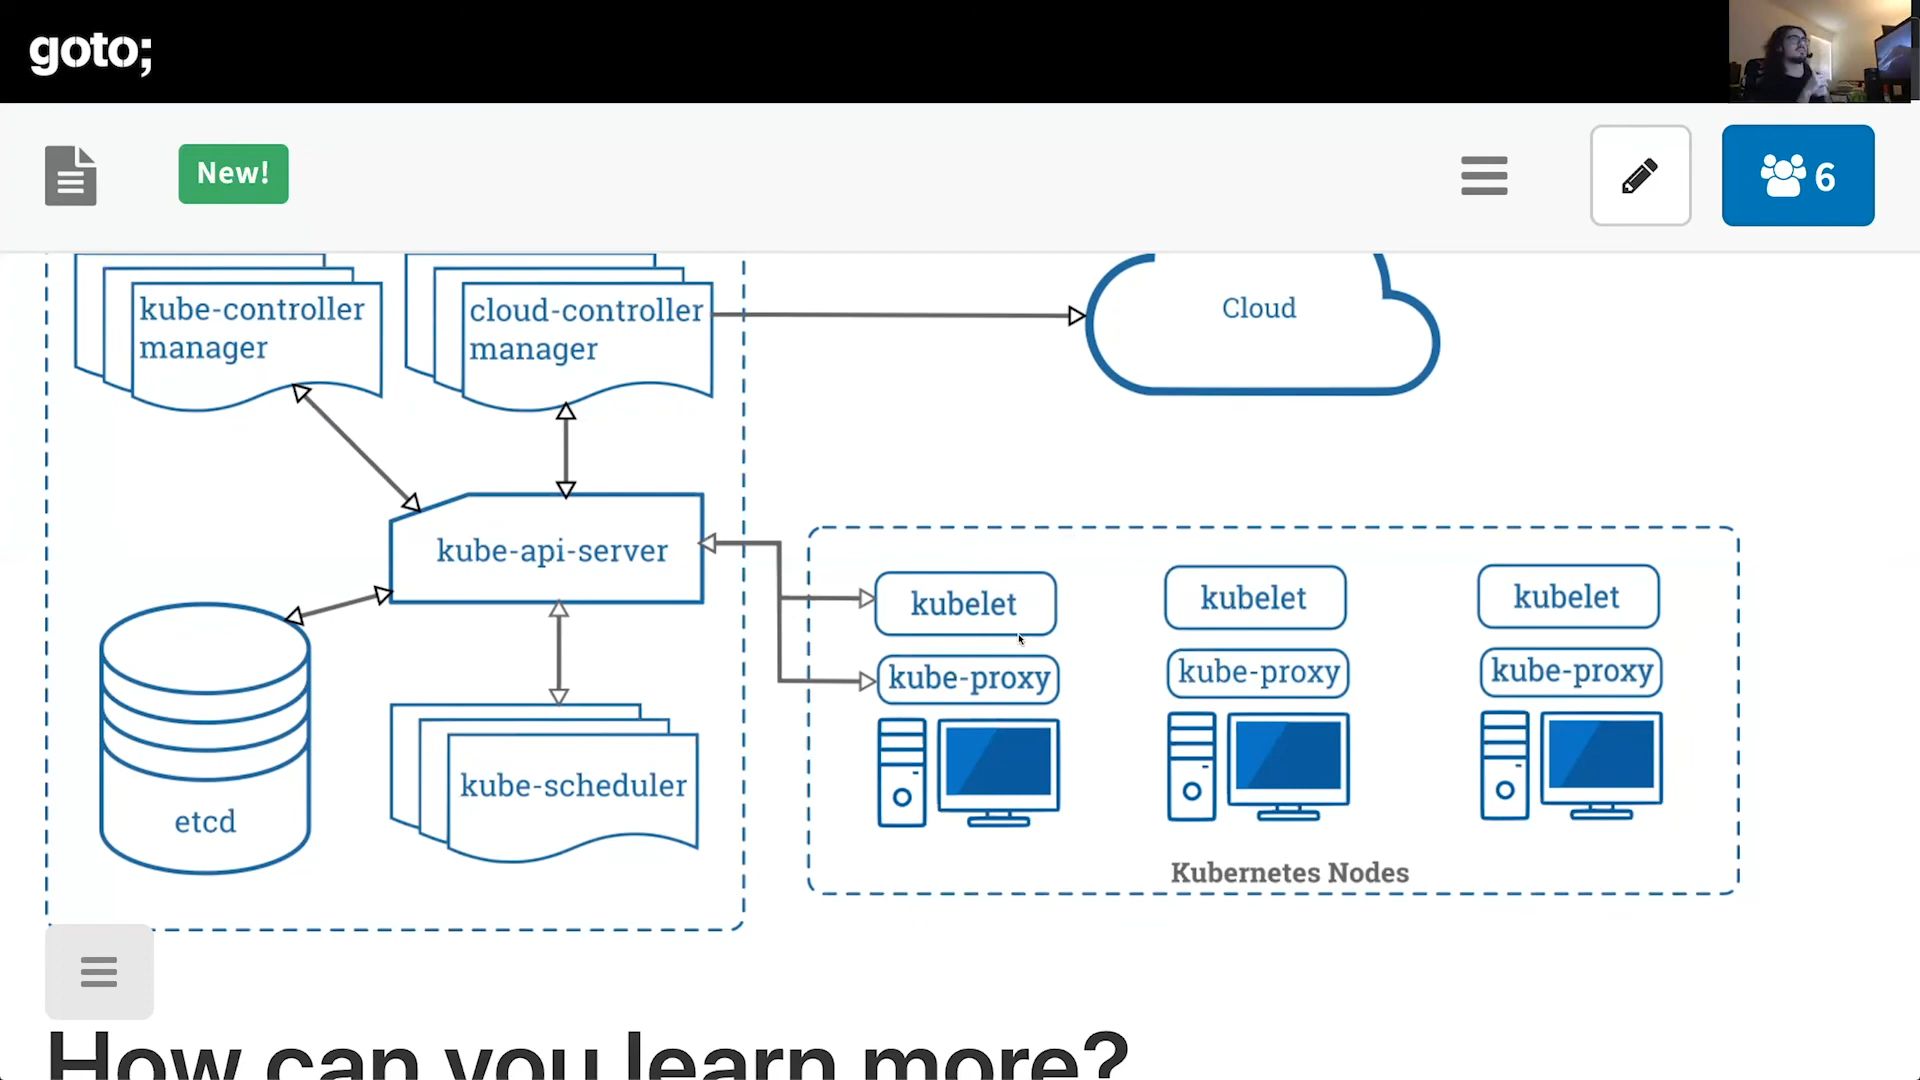 goto;
New!
6
kube-controller
manager
cloud-controller
manager
Cloud
kube-api-server
kubelet
kubelet
kubelet
kube-proxy
kube-proxy
kube-proxy
etcd
kube-scheduler
Kubernetes Nodes
How can you learn more?